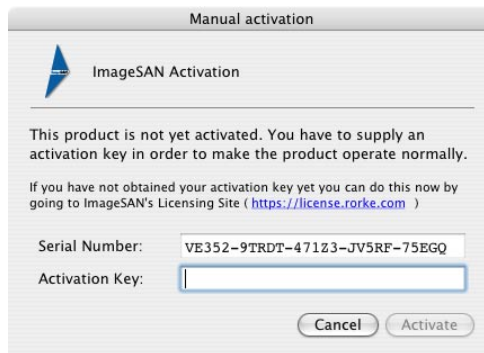 Manual activation
ImageSAN Activation
This product is not yet activated. You have to supply an
activation key in order to make the product operate normally.
If you have not obtained your activation key yet you can do this now by
going to ImageSAN's Licensing Site ( https://license.rorke.com )
Serial Number: VE352-9TRDT-471Z3-JV5RF-75EGQ
Activation Key:
Cancel Activate